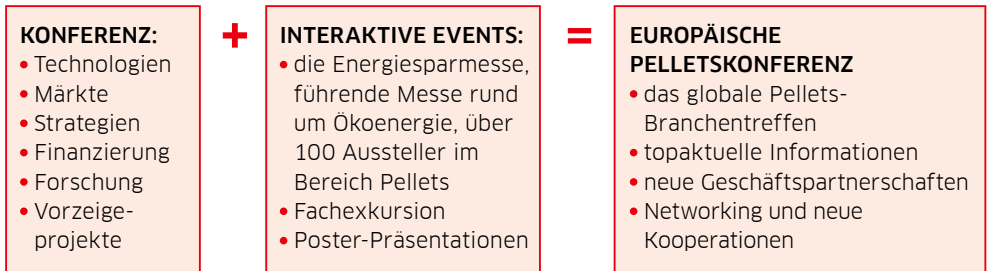 KONFERENZ:
• Technologien
• Märkte
• Strategien
• Finanzierung
• Forschung
• Vorzeige-
projekte
+
INTERAKTIVE EVENTS:
• die Energiesparmesse,
führende Messe rund
um Ökoenergie, über
100 Aussteller im
Bereich Pellets
• Fachexkursion
• Poster-Präsentationen
=
EUROPÄISCHE
PELLETSKONFERENZ
• das globale Pellets-
Branchentreffen
• topaktuelle Informationen
• neue Geschäftspartnerschaften
• Networking und neue
Kooperationen